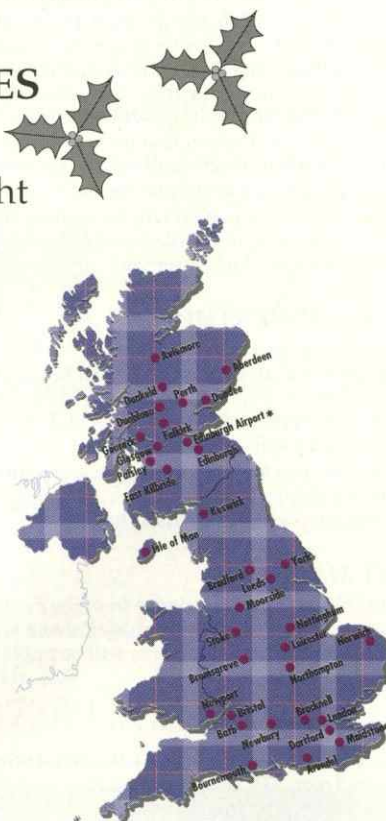 ES
ht
Aviemore
Aberdeen
Dunkeld
Perth
Dundee
Dunblane
Gourock
Falkirk
Edinburgh Airport *
Glasgow
Edinburgh
Paisley
East Kilbride
Keswick
Isle of Man
York
Bradford
Leeds
Moorside
Nottingham
Stoke
Leicester
Norwich
Bromsgrove
Northampton
Newport
Bristol
Bracknell
London
Bath
Newbury
Dartford
Maidstone
Bournemouth
Arundel